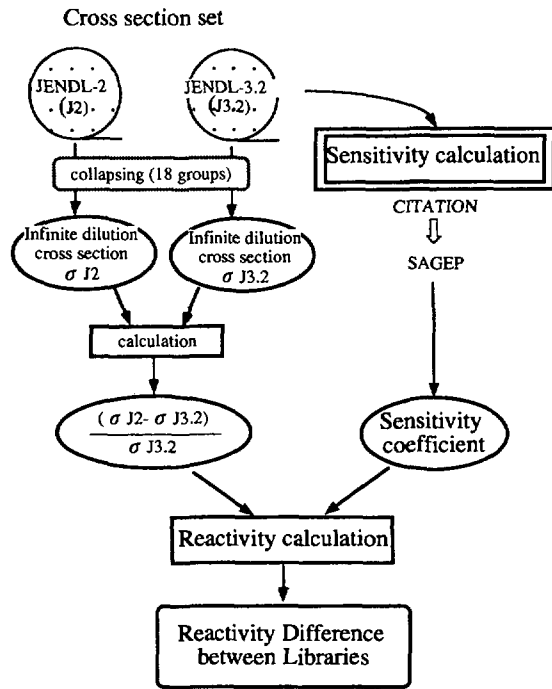 Cross section set
JENDL-2
(J2)
JENDL-3.2
(J3.2)
collapsing (18 groups)
Sensitivity calculation
CITATION
SAGEP
Infinite dilution
cross section
σ J2
Infinite dilution
cross section
σ J3.2
calculation
( σ J2- σ J3.2)
σ J3.2
Sensitivity
coefficient
Reactivity calculation
Reactivity Difference
between Libraries